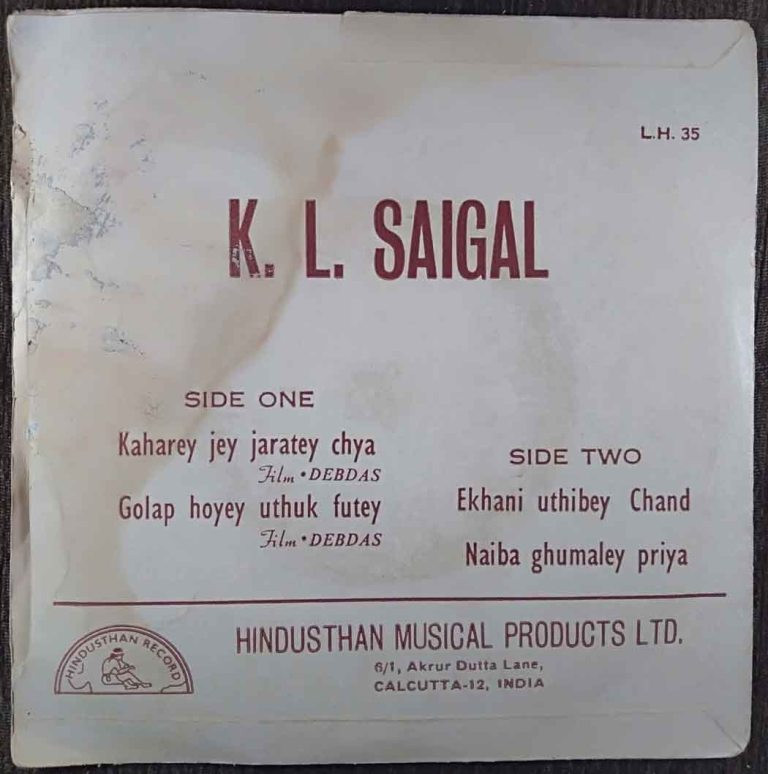 L.H. 35
K. L. SAIGAL
SIDE ONE
Kaharey jey jaratey chya
Film • DEBDAS
Golap hoyey uthuk futey
Film • DEBDAS
SIDE TWO
Ekhani uthibey Chand
Naiba ghumaley priya
HINDUSTHAN RECORD
HINDUSTHAN MUSICAL PRODUCTS LTD.
6/1, Akrur Dutta Lane,
CALCUTTA-12, INDIA